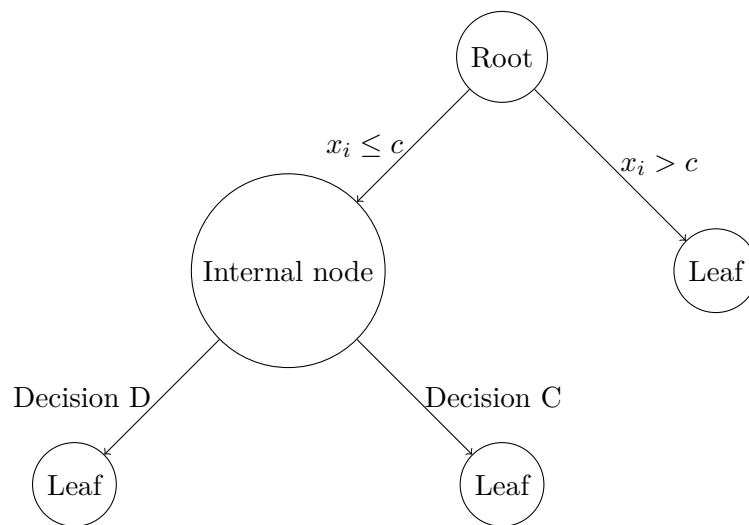 Root
x_i ≤ c
x_i > c
Internal node
Leaf
Decision D
Decision C
Leaf
Leaf